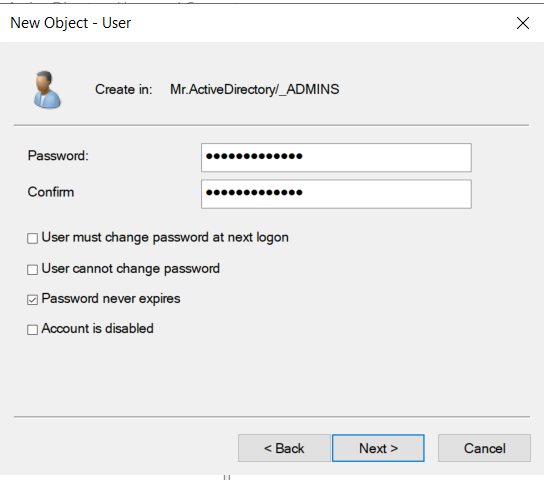 New Object - User
Create in: Mr.ActiveDirectory/_ADMINS
Password: •••••••••••••
Confirm •••••••••••••
User must change password at next logon
User cannot change password
Password never expires
Account is disabled
< Back Next > Cancel